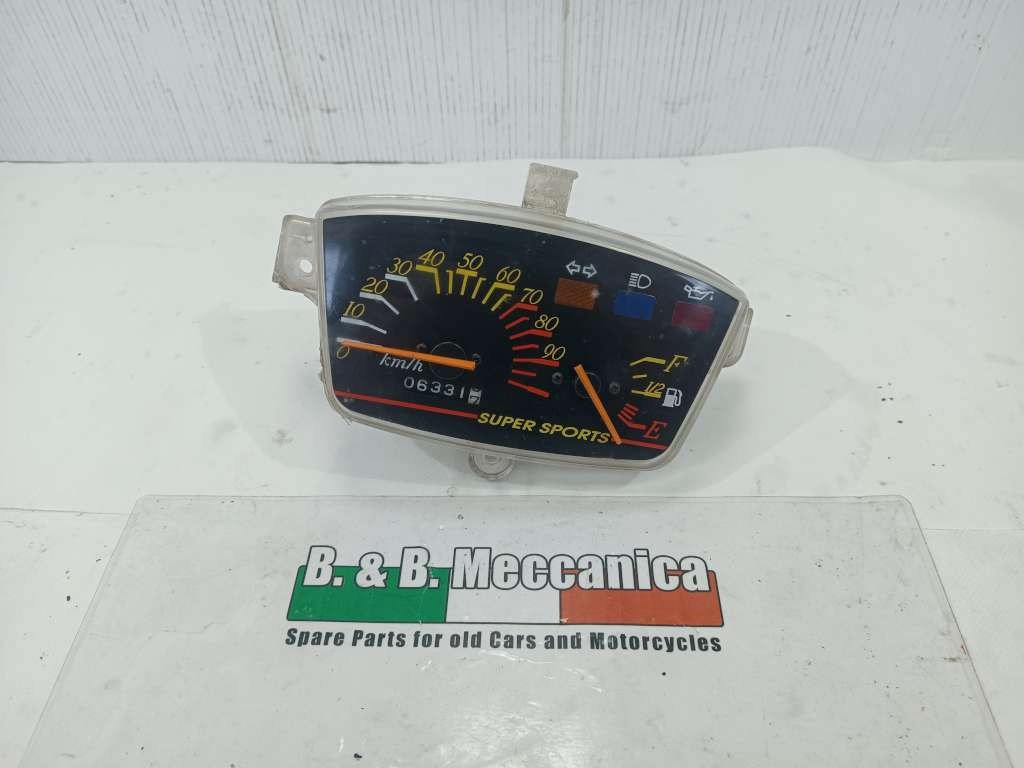 0
10
20
30
40
50
60
70
80
90
km/h
06331
SUPER SPORTS
F
1/2
E
B. & B. Meccanica
Spare Parts for old Cars and Motorcycles